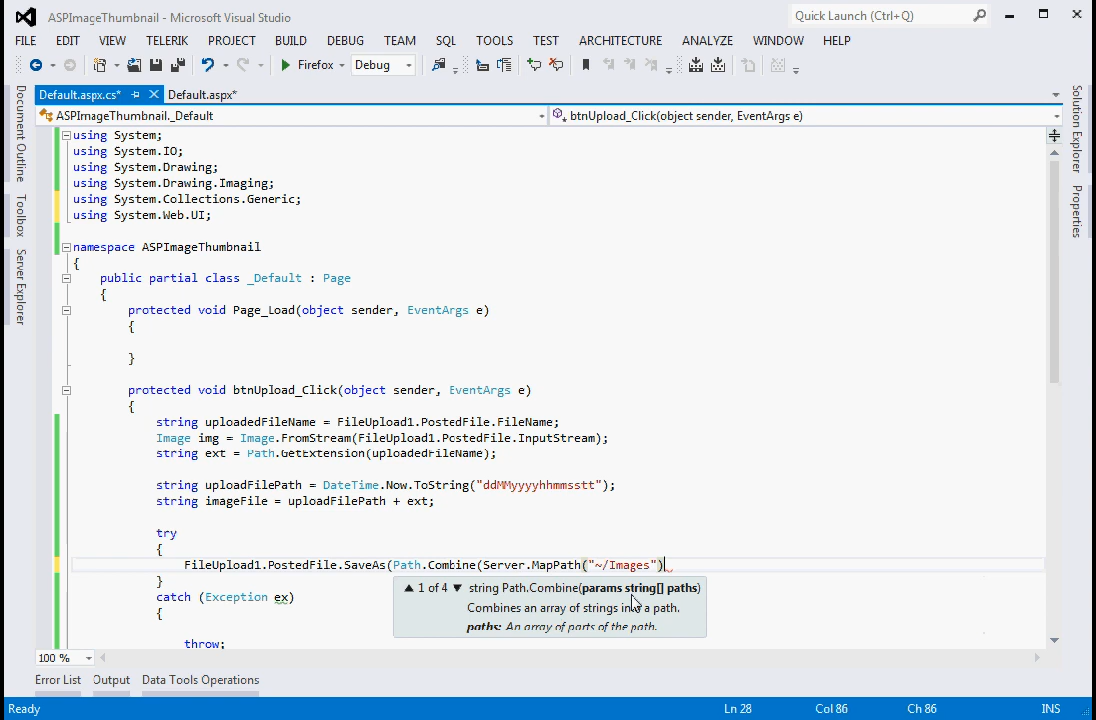 ASPImageThumbnail - Microsoft Visual Studio
Quick Launch (Ctrl+Q)
FILE EDIT VIEW TELERIK PROJECT BUILD DEBUG TEAM SQL TOOLS TEST ARCHITECTURE ANALYZE WINDOW HELP
Firefox Debug
Default.aspx.cs* Default.aspx*
ASPImageThumbnail._Default
btnUpload_Click(object sender, EventArgs e)
Document Outline
Toolbox
Server Explorer
Solution Explorer
Properties
using System;
using System.IO;
using System.Drawing;
using System.Drawing.Imaging;
using System.Collections.Generic;
using System.Web.UI;
namespace ASPImageThumbnail
{
public partial class _Default : Page
{
protected void Page_Load(object sender, EventArgs e)
{
}
protected void btnUpload_Click(object sender, EventArgs e)
{
string uploadedFileName = FileUpload1.PostedFile.FileName;
Image img = Image.FromStream(FileUpload1.PostedFile.InputStream);
string ext = Path.GetExtension(uploadedFileName);
string uploadFilePath = DateTime.Now.ToString("ddMMyyyyhhmmsstt");
string imageFile = uploadFilePath + ext;
try
{
FileUpload1.PostedFile.SaveAs(Path.Combine(Server.MapPath("~/Images")
}
catch (Exception ex)
{
throw;
1 of 4 string Path.Combine(params string[] paths)
Combines an array of strings into a path.
paths: An array of parts of the path.
100 %
Error List Output Data Tools Operations
Ready Ln 28 Col 86 Ch 86 INS